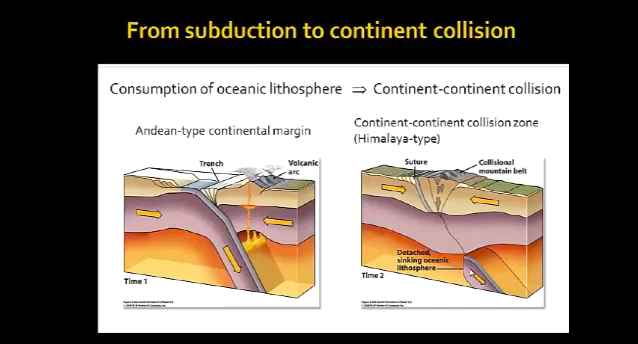 From subduction to continent collision
Consumption of oceanic lithosphere ⇒ Continent-continent collision
Andean-type continental margin
Continent-continent collision zone
(Himalaya-type)
Trench
Volcanic
arc
Time 1
Suture
Collisional
mountain belt
Detached,
sinking oceanic
lithosphere
Time 2